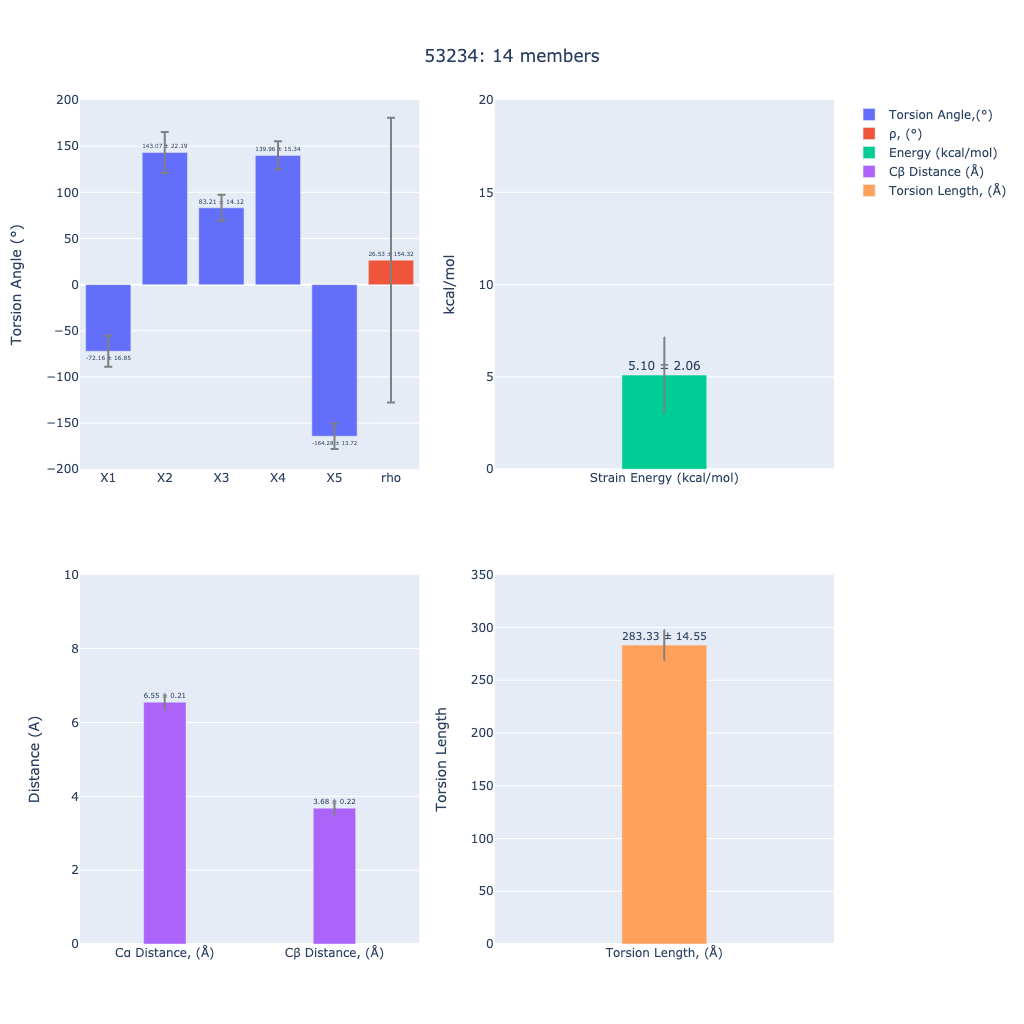 53234: 14 members
Torsion Angle (°)
200
150
100
50
0
−50
−100
−150
−200
-72.16 ± 16.85
143.07 ± 22.19
83.21 ± 14.12
139.96 ± 15.34
-164.28 ± 13.72
26.53 ± 154.32
X1 X2 X3 X4 X5 rho
kcal/mol
20
15
10
5
0
5.10 ± 2.06
Strain Energy (kcal/mol)
Torsion Angle,(°)
ρ, (°)
Energy (kcal/mol)
Cβ Distance (Å)
Torsion Length, (Å)
Distance (A)
10
8
6
4
2
0
6.55 ± 0.21
3.68 ± 0.22
Cα Distance, (Å) Cβ Distance, (Å)
Torsion Length
350
300
250
200
150
100
50
0
283.33 ± 14.55
Torsion Length, (Å)